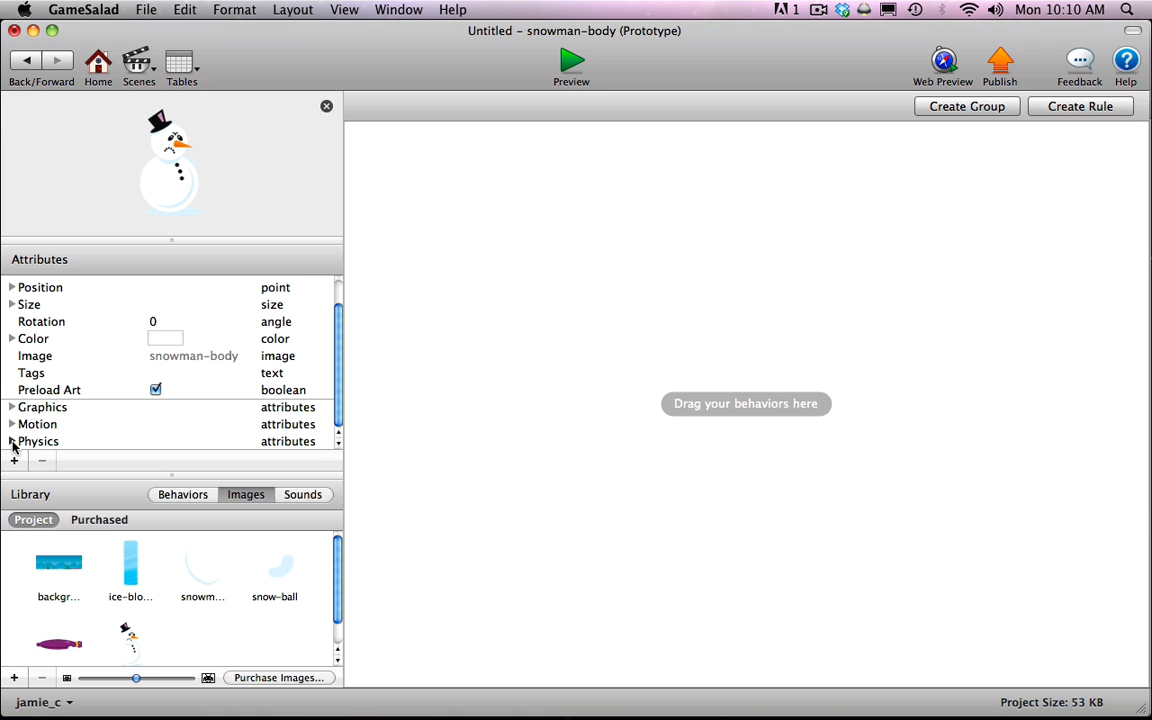 GameSalad File Edit Format Layout View Window Help 1 Mon 10:10 AM
Untitled – snowman-body (Prototype)
Back/Forward Home Scenes Tables Preview Web Preview Publish Feedback Help
Create Group Create Rule
Attributes
Position point
Size size
Rotation 0 angle
Color color
Image snowman-body image
Tags text
Preload Art boolean
Graphics attributes
Motion attributes
Physics attributes
Drag your behaviors here
Library Behaviors Images Sounds
Project Purchased
backgr... ice-blo... snowm... snow-ball
Purchase Images...
jamie_c Project Size: 53 KB